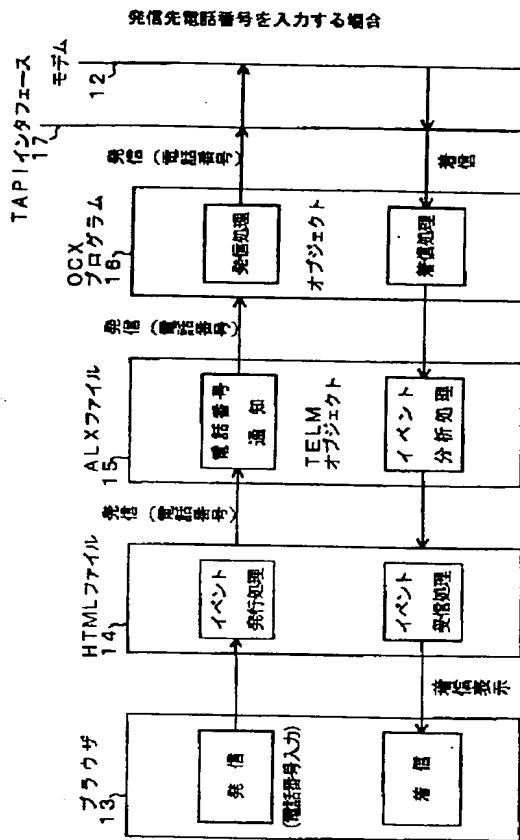 発信先電話番号を入力する場合
ブラウザ
13
発信
(電話番号入力)
着信
着信表示
HTMLファイル
14
イベント
発行処理
イベント
受信処理
発信(電話番号)
ALXファイル
15
電話番号
通知
TELM
オブジェクト
イベント
分析処理
発信(電話番号)
OCX
プログラム
16
発信処理
オブジェクト
着信処理
発信(電話番号)
着信
TAPIインタフェース
17
モデム
12